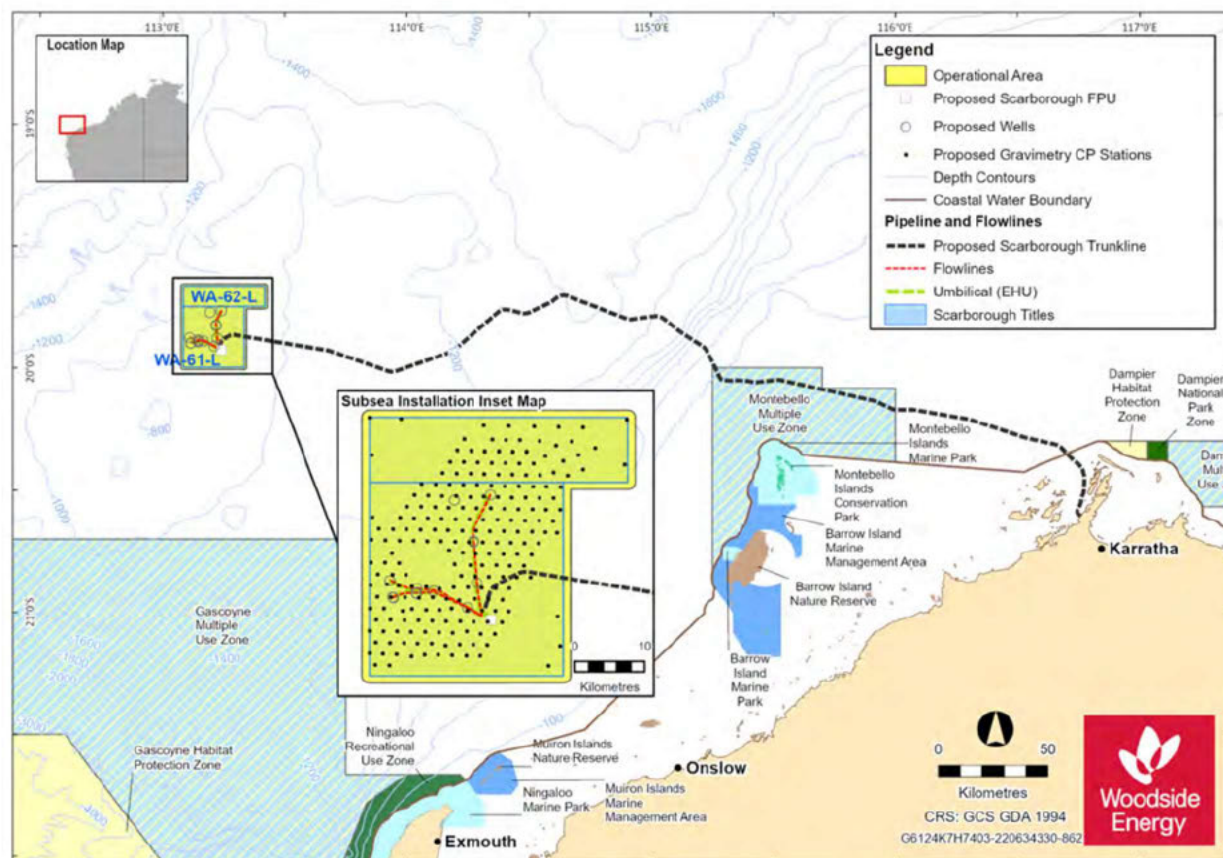 113°0'E
114°0'E
115°0'E
116°0'E
117°0'E
Location Map
19°0'S
20°0'S
21°0'S
Legend
Operational Area
Proposed Scarborough FPU
Proposed Wells
Proposed Gravimetry CP Stations
Depth Contours
Coastal Water Boundary
Pipeline and Flowlines
Proposed Scarborough Trunkline
Flowlines
Umbilical (EHU)
Scarborough Titles
WA-62-L
WA-61-L
Subsea Installation Inset Map
0
10
Kilometres
Montebello
Multiple
Use Zone
Montebello
Islands
Marine Park
Montebello
Islands
Conservation
Park
Barrow Island
Marine
Management Area
Barrow Island
Nature Reserve
Barrow
Island
Marine
Park
Dampier
Habitat
Protection
Zone
Dampier
National
Park
Zone
Karratha
Gascoyne
Multiple
Use Zone
Gascoyne Habitat
Protection Zone
Ningaloo
Recreational
Use Zone
Muiron Islands
Nature Reserve
Ningaloo
Marine Park
Muiron Islands
Marine
Management Area
Onslow
Exmouth
0
50
Kilometres
CRS: GCS GDA 1994
G6124K7H7403-220634330-862
Woodside
Energy